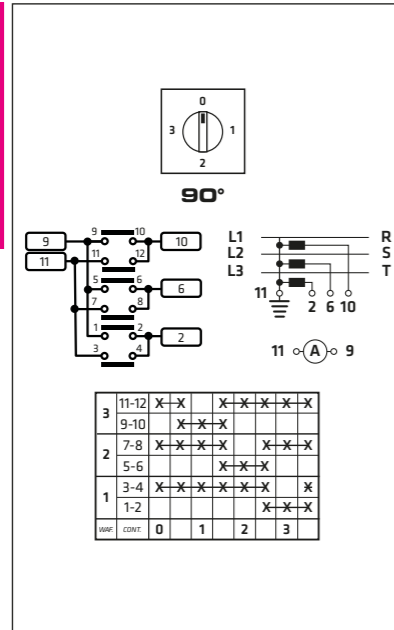 0
3 1
2
90°
9 10
9 10
11 12
11
5 6
6
7 8
1 2
2
3 4
L1 R
L2 S
L3 T
11 2 6 10
11 A 9
3 11-12 X X X X X X X
9-10 X X X
2 7-8 X X X X X X X
5-6 X X X
1 3-4 X X X X X X X
1-2 X X X
WAF. CONT. 0 1 2 3